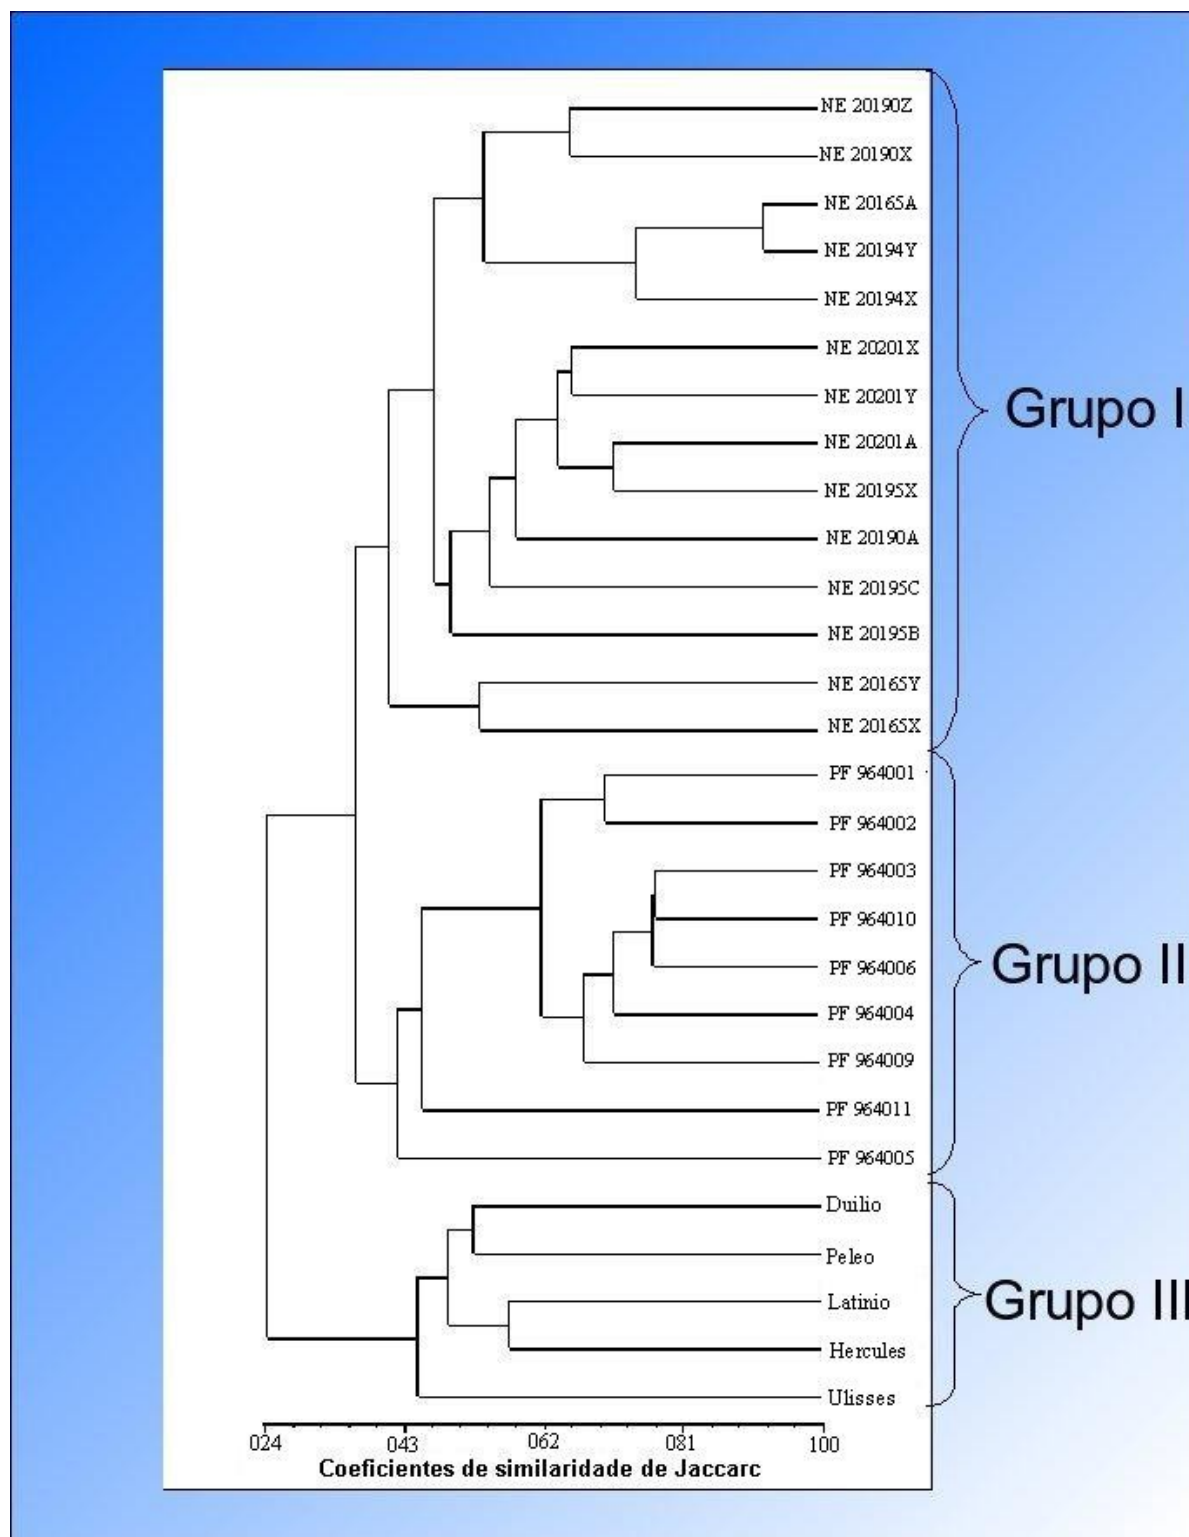 NE 20190Z
NE 20190X
NE 20165A
NE 20194Y
NE 20194X
NE 20201X
NE 20201Y
Grupo I
NE 20201A
NE 20195X
NE 20190A
NE 20195C
NE 20195B
NE 20165Y
NE 20165X
PF 964001
PF 964002
PF 964003
PF 964010
PF 964006
Grupo II
PF 964004
PF 964009
PF 964011
PF 964005
Duilio
Peleo
Latinio
Grupo III
Hercules
Ulisses
024 043 062 081 100
Coeficientes de similaridade de Jaccarc